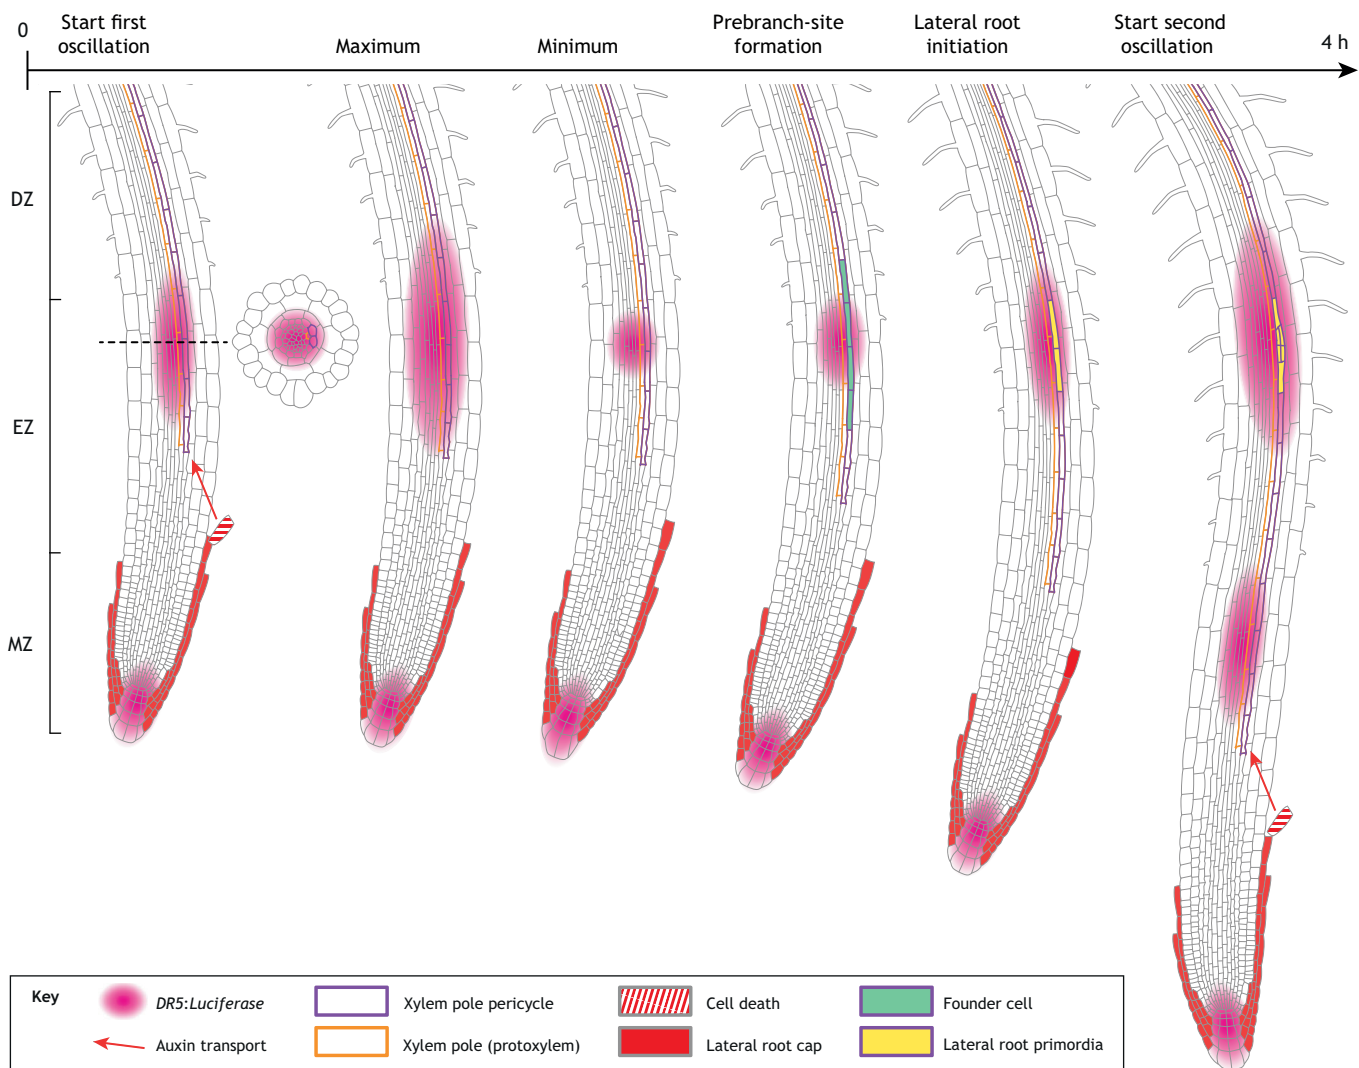 0
Start first
oscillation
Maximum
Minimum
Prebranch-site
formation
Lateral root
initiation
Start second
oscillation
4 h
DZ
EZ
MZ
Key
DR5:Luciferase
Xylem pole pericycle
Cell death
Founder cell
Auxin transport
Xylem pole (protoxylem)
Lateral root cap
Lateral root primordia